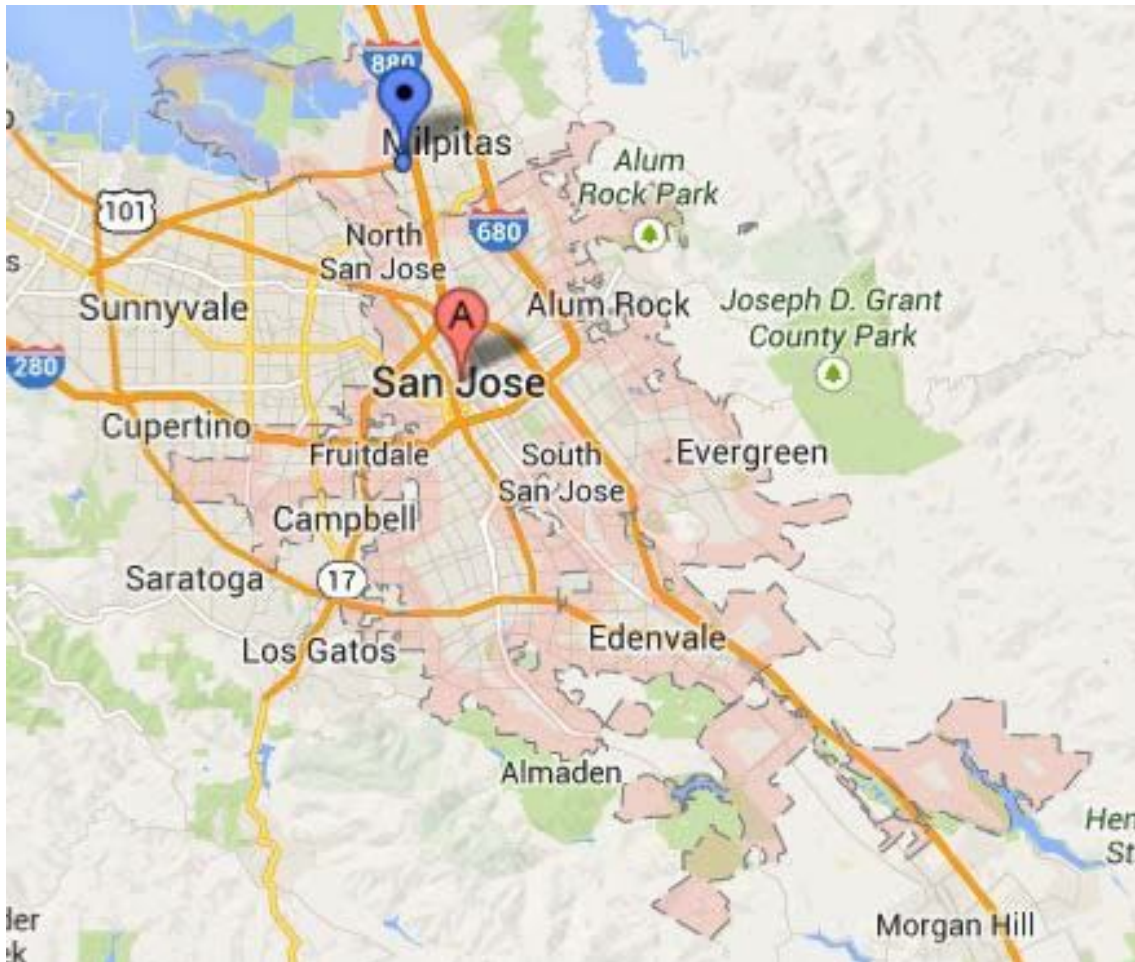 880
Milpitas
Alum
Rock Park
101
680
North
San Jose
Sunnyvale
A
Alum Rock
Joseph D. Grant
County Park
280
San Jose
Cupertino
Fruitdale
South
San Jose
Evergreen
Campbell
Saratoga
17
Los Gatos
Edenvale
Almaden
Morgan Hill